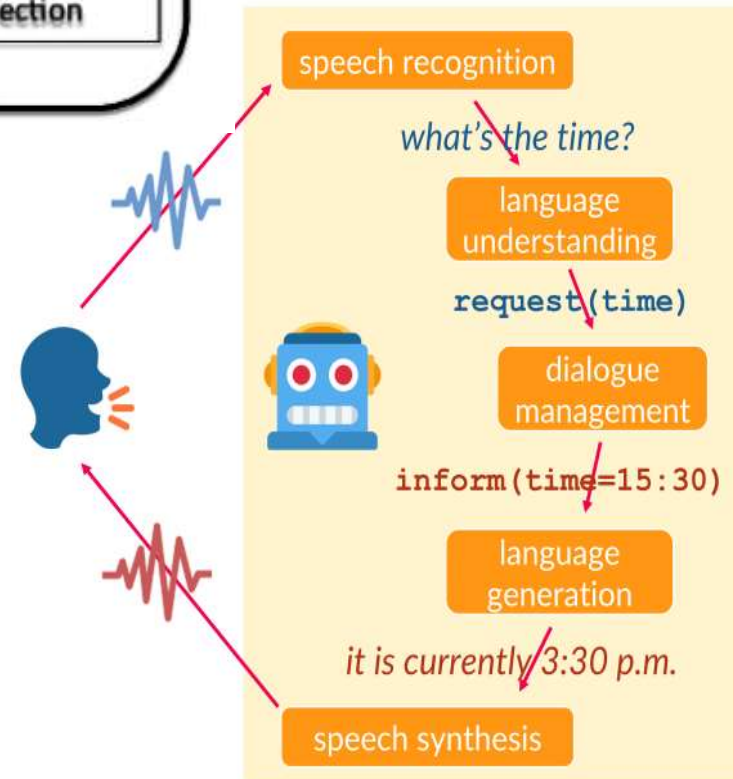 ection
speech recognition
what's the time?
language
understanding
request(time)
dialogue
management
inform(time=15:30)
language
generation
it is currently 3:30 p.m.
speech synthesis